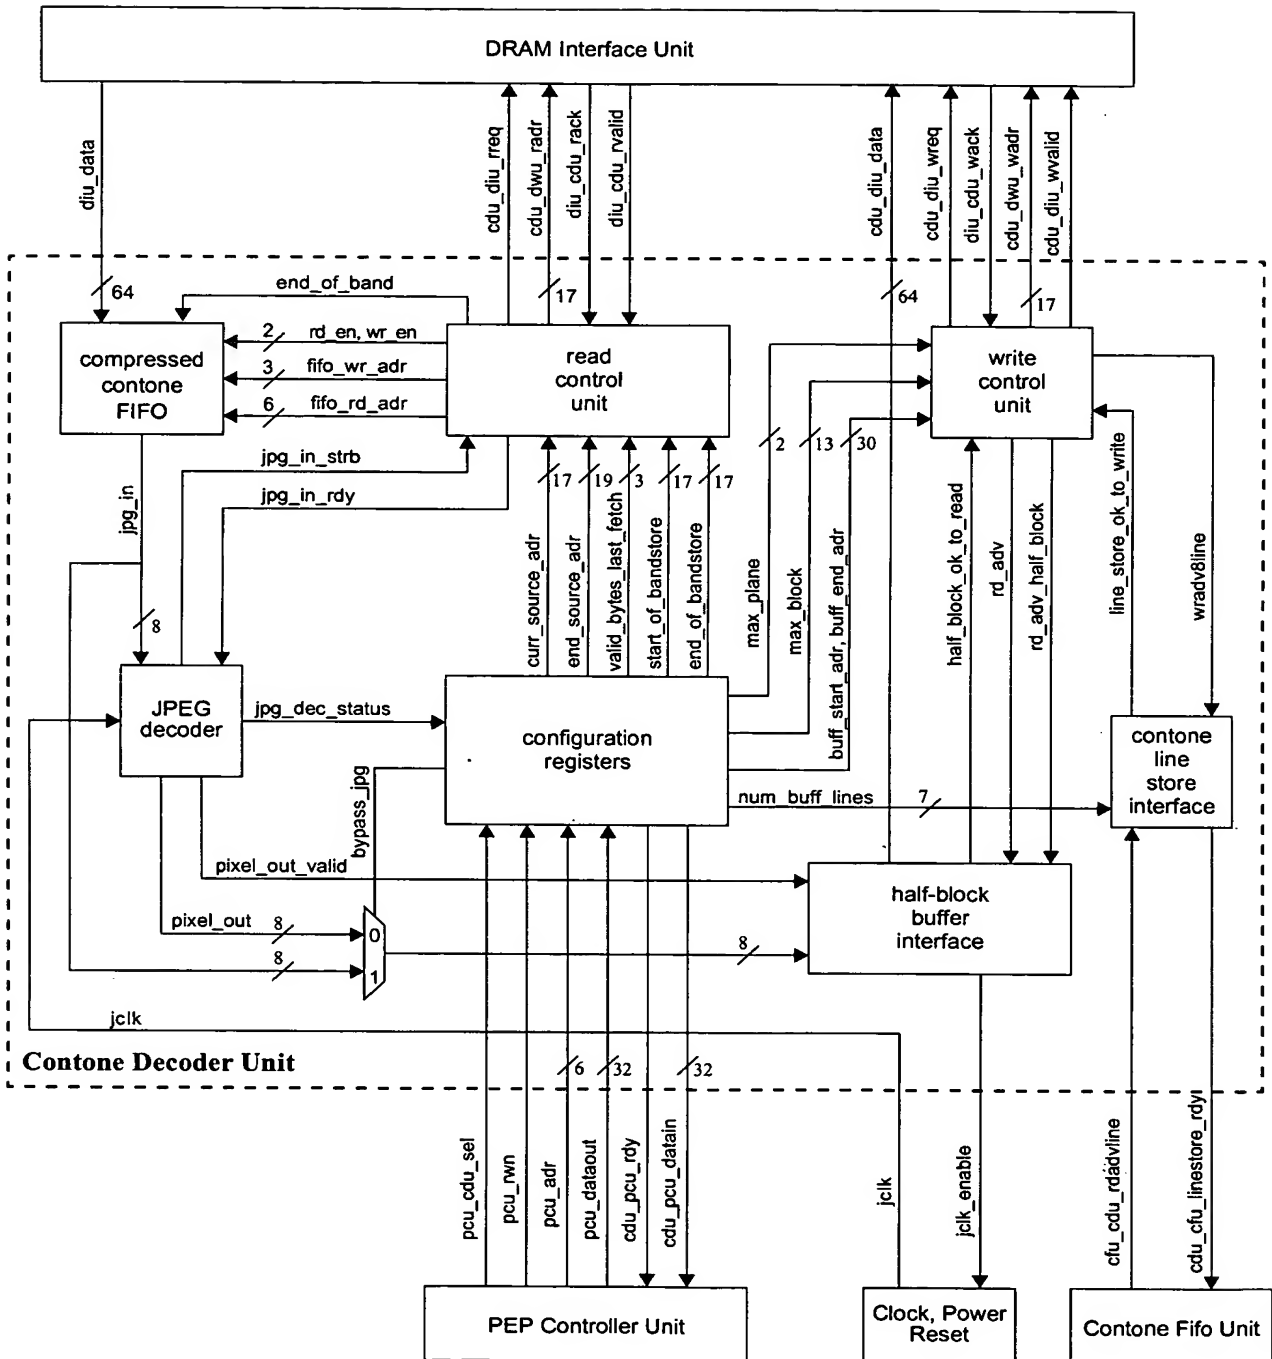 DRAM Interface Unit
diu_data
cdu_diu_rreq
cdu_dwu_radr
diu_cdu_rack
diu_cdu_rvalid
cdu_diu_data
cdu_diu_wreq
diu_cdu_wack
cdu_dwu_wadr
cdu_diu_wvalid
64
end_of_band
17
64
17
compressed
contone
FIFO
2
rd_en, wr_en
3
fifo_wr_adr
6
fifo_rd_adr
read
control
unit
write
control
unit
jpg_in_strb
jpg_in_rdy
jpg_in
8
17
19
3
17
17
2
13
30
curr_source_adr
end_source_adr
valid_bytes_last_fetch
start_of_bandstore
end_of_bandstore
max_plane
max_block
buff_start_adr, buff_end_adr
half_block_ok_to_read
rd_adv
rd_adv_half_block
line_store_ok_to_write
wradv8line
JPEG
decoder
jpg_dec_status
configuration
registers
contone
line
store
interface
bypass_jpg
num_buff_lines
7
pixel_out_valid
pixel_out
8
0
8
1
8
half-block
buffer
interface
jclk
Contone Decoder Unit
6
32
32
pcu_cdu_sel
pcu_rwn
pcu_adr
pcu_dataout
cdu_pcu_rdy
cdu_pcu_datain
jclk
jclk_enable
cfu_cdu_rdadvline
cdu_cfu_linestore_rdy
PEP Controller Unit
Clock, Power
Reset
Contone Fifo Unit